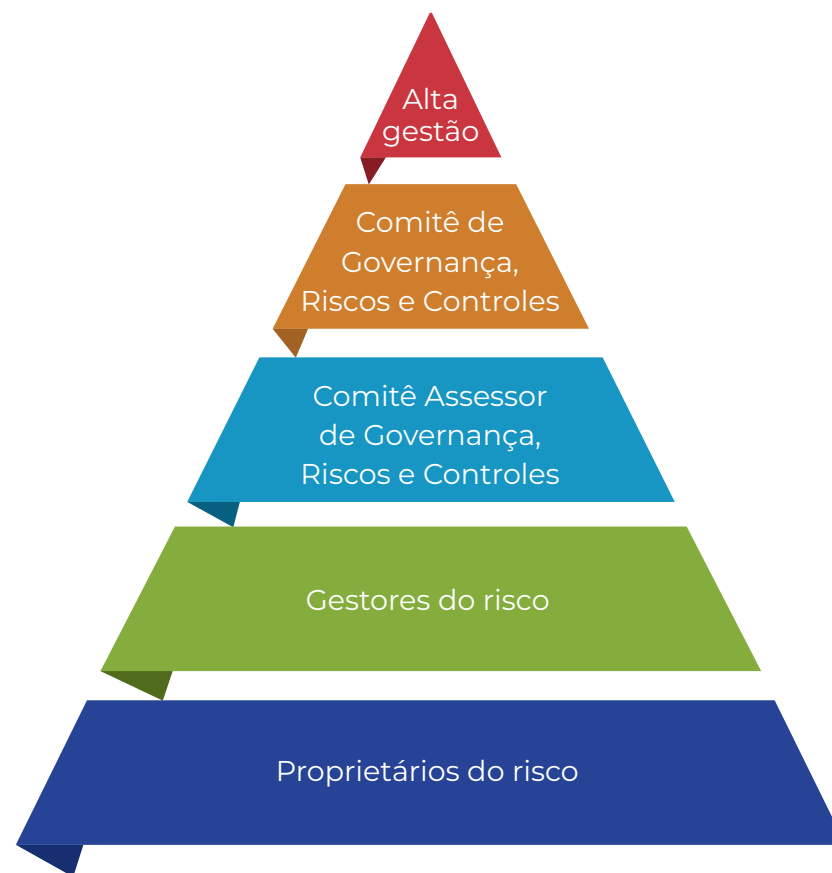 Alta
gestão
Comitê de
Governança,
Riscos e Controles
Comitê Assessor
de Governança,
Riscos e Controles
Gestores do risco
Proprietários do risco